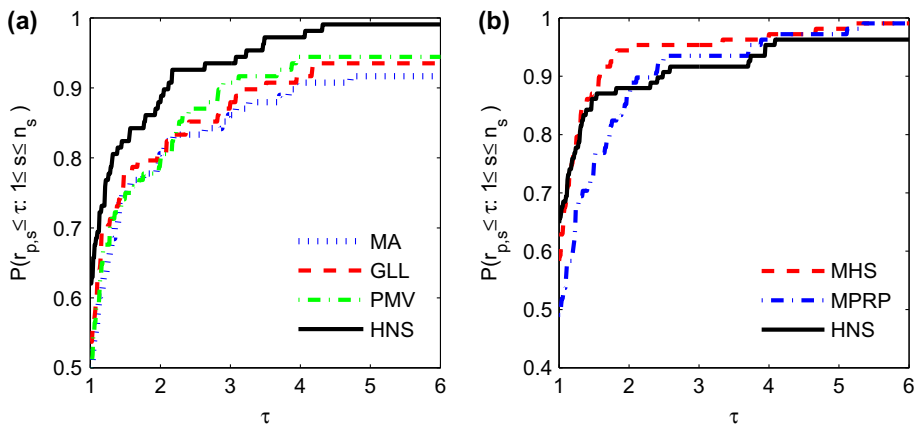 (a)
P(r_{p,s} ≤ τ: 1≤ s≤ n_s)
1
0.9
0.8
0.7
0.6
0.5
MA
GLL
PMV
HNS
1 2 3 4 5 6
τ
(b)
P(r_{p,s} ≤ τ: 1≤ s≤ n_s)
1
0.9
0.8
0.7
0.6
0.5
0.4
MHS
MPRP
HNS
1 2 3 4 5 6
τ